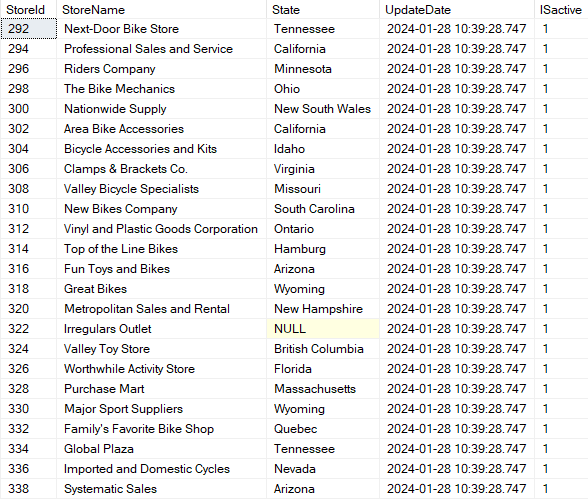 StoreId StoreName State UpdateDate ISactive
292 Next-Door Bike Store Tennessee 2024-01-28 10:39:28.747 1
294 Professional Sales and Service California 2024-01-28 10:39:28.747 1
296 Riders Company Minnesota 2024-01-28 10:39:28.747 1
298 The Bike Mechanics Ohio 2024-01-28 10:39:28.747 1
300 Nationwide Supply New South Wales 2024-01-28 10:39:28.747 1
302 Area Bike Accessories California 2024-01-28 10:39:28.747 1
304 Bicycle Accessories and Kits Idaho 2024-01-28 10:39:28.747 1
306 Clamps & Brackets Co. Virginia 2024-01-28 10:39:28.747 1
308 Valley Bicycle Specialists Missouri 2024-01-28 10:39:28.747 1
310 New Bikes Company South Carolina 2024-01-28 10:39:28.747 1
312 Vinyl and Plastic Goods Corporation Ontario 2024-01-28 10:39:28.747 1
314 Top of the Line Bikes Hamburg 2024-01-28 10:39:28.747 1
316 Fun Toys and Bikes Arizona 2024-01-28 10:39:28.747 1
318 Great Bikes Wyoming 2024-01-28 10:39:28.747 1
320 Metropolitan Sales and Rental New Hampshire 2024-01-28 10:39:28.747 1
322 Irregulars Outlet NULL 2024-01-28 10:39:28.747 1
324 Valley Toy Store British Columbia 2024-01-28 10:39:28.747 1
326 Worthwhile Activity Store Florida 2024-01-28 10:39:28.747 1
328 Purchase Mart Massachusetts 2024-01-28 10:39:28.747 1
330 Major Sport Suppliers Wyoming 2024-01-28 10:39:28.747 1
332 Family's Favorite Bike Shop Quebec 2024-01-28 10:39:28.747 1
334 Global Plaza Tennessee 2024-01-28 10:39:28.747 1
336 Imported and Domestic Cycles Nevada 2024-01-28 10:39:28.747 1
338 Systematic Sales Arizona 2024-01-28 10:39:28.747 1